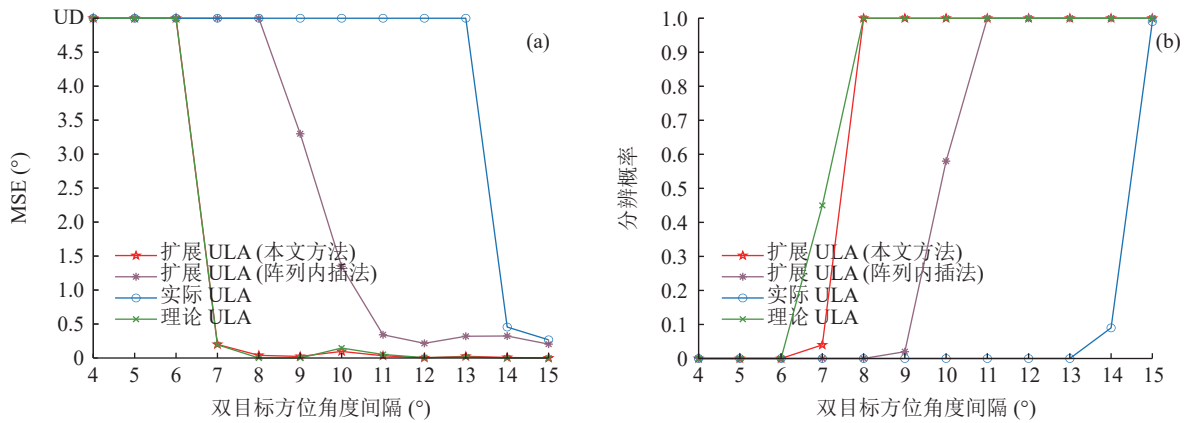 UD
4.5
4.0
3.5
3.0
2.5
2.0
1.5
1.0
0.5
0
MSE (°)
(a)
扩展 ULA (本文方法)
扩展 ULA (阵列内插法)
实际 ULA
理论 ULA
4 5 6 7 8 9 10 11 12 13 14 15
双目标方位角度间隔 (°)
1.0
0.9
0.8
0.7
0.6
0.5
0.4
0.3
0.2
0.1
0
分辨概率
(b)
扩展 ULA (本文方法)
扩展 ULA (阵列内插法)
实际 ULA
理论 ULA
4 5 6 7 8 9 10 11 12 13 14 15
双目标方位角度间隔 (°)